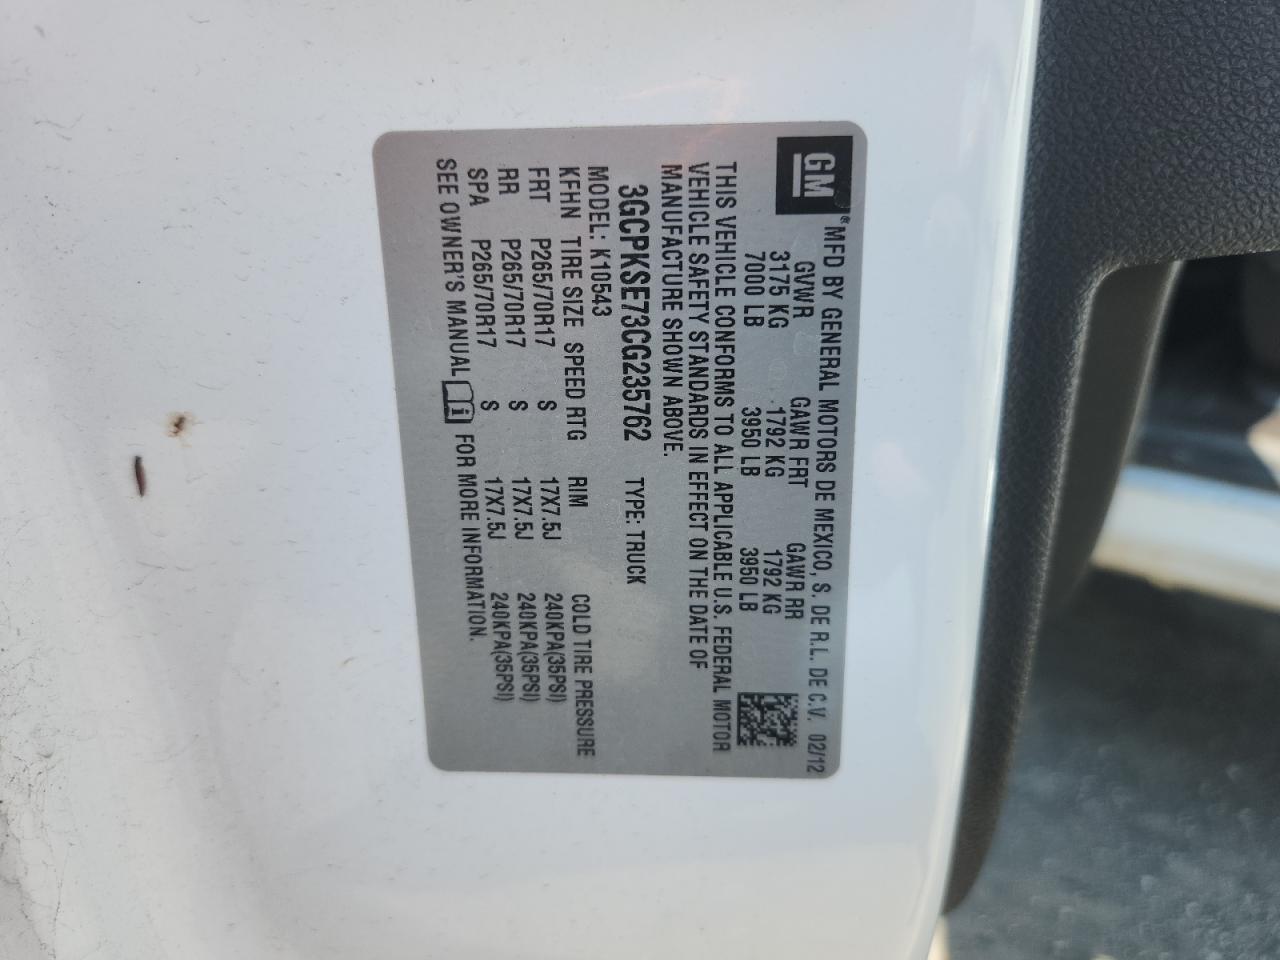 GM ® MFD BY GENERAL MOTORS DE MEXICO, S. DE R.L. DE C.V. 02/12
GVWR GAWR FRT GAWR RR
3175 KG 1792 KG 1792 KG
7000 LB 3950 LB 3950 LB
THIS VEHICLE CONFORMS TO ALL APPLICABLE U.S. FEDERAL MOTOR
VEHICLE SAFETY STANDARDS IN EFFECT ON THE DATE OF
MANUFACTURE SHOWN ABOVE.
3GCPKSE73CG235762 TYPE: TRUCK
MODEL: K10543
KFHN TIRE SIZE SPEED RTG RIM COLD TIRE PRESSURE
FRT P265/70R17 S 17X7.5J 240KPA(35PSI)
RR P265/70R17 S 17X7.5J 240KPA(35PSI)
SPA P265/70R17 S 17X7.5J 240KPA(35PSI)
SEE OWNER'S MANUAL i FOR MORE INFORMATION.